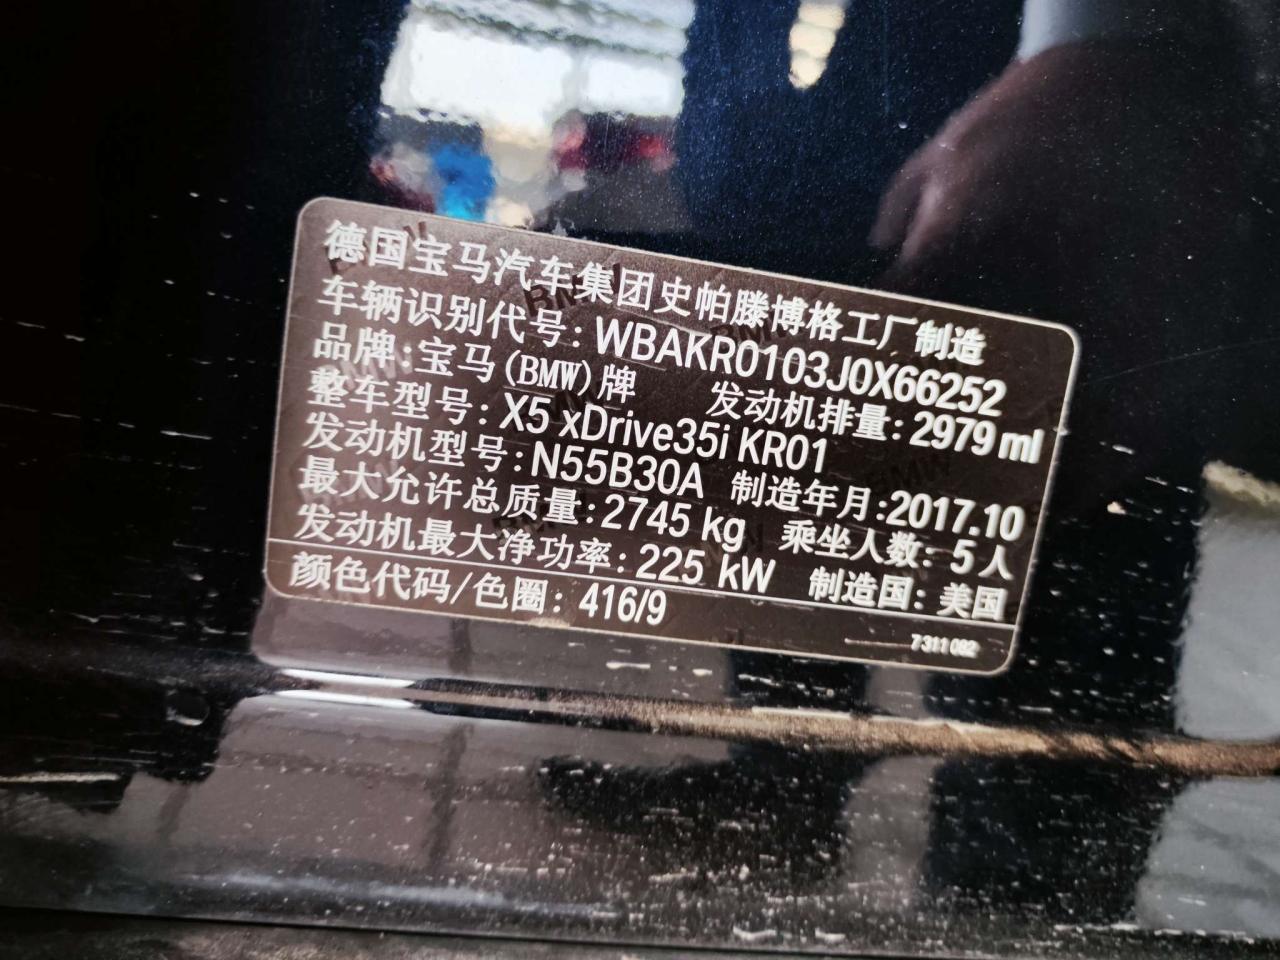 德国宝马汽车集团史帕滕博格工厂制造
车辆识别代号: WBAKR0103J0X66252
品牌:宝马(BMW)牌 发动机排量: 2979 ml
整车型号: X5 xDrive35i KR01
发动机型号: N55B30A 制造年月:2017.10
最大允许总质量: 2745 kg 乘坐人数: 5人
发动机最大净功率: 225 kW 制造国: 美国
颜色代码/色圈: 416/9
7311082